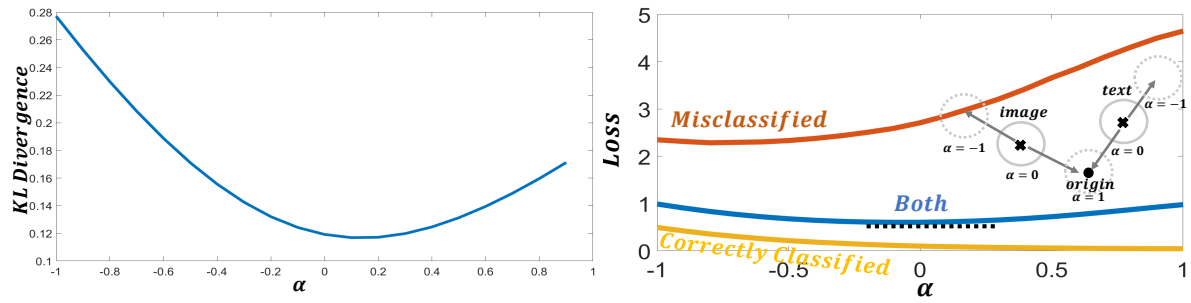 0.28
0.26
0.24
0.22
0.2
0.18
0.16
0.14
0.12
0.1
KL Divergence
-1 -0.8 -0.6 -0.4 -0.2 0 0.2 0.4 0.6 0.8 1
α
5
4
3
2
1
0
Loss
Misclassified
image
text
α = -1
α = 0
α = -1
α = 0
origin
α = 1
Both
Correctly Classified
-1 -0.5 0 0.5 1
α